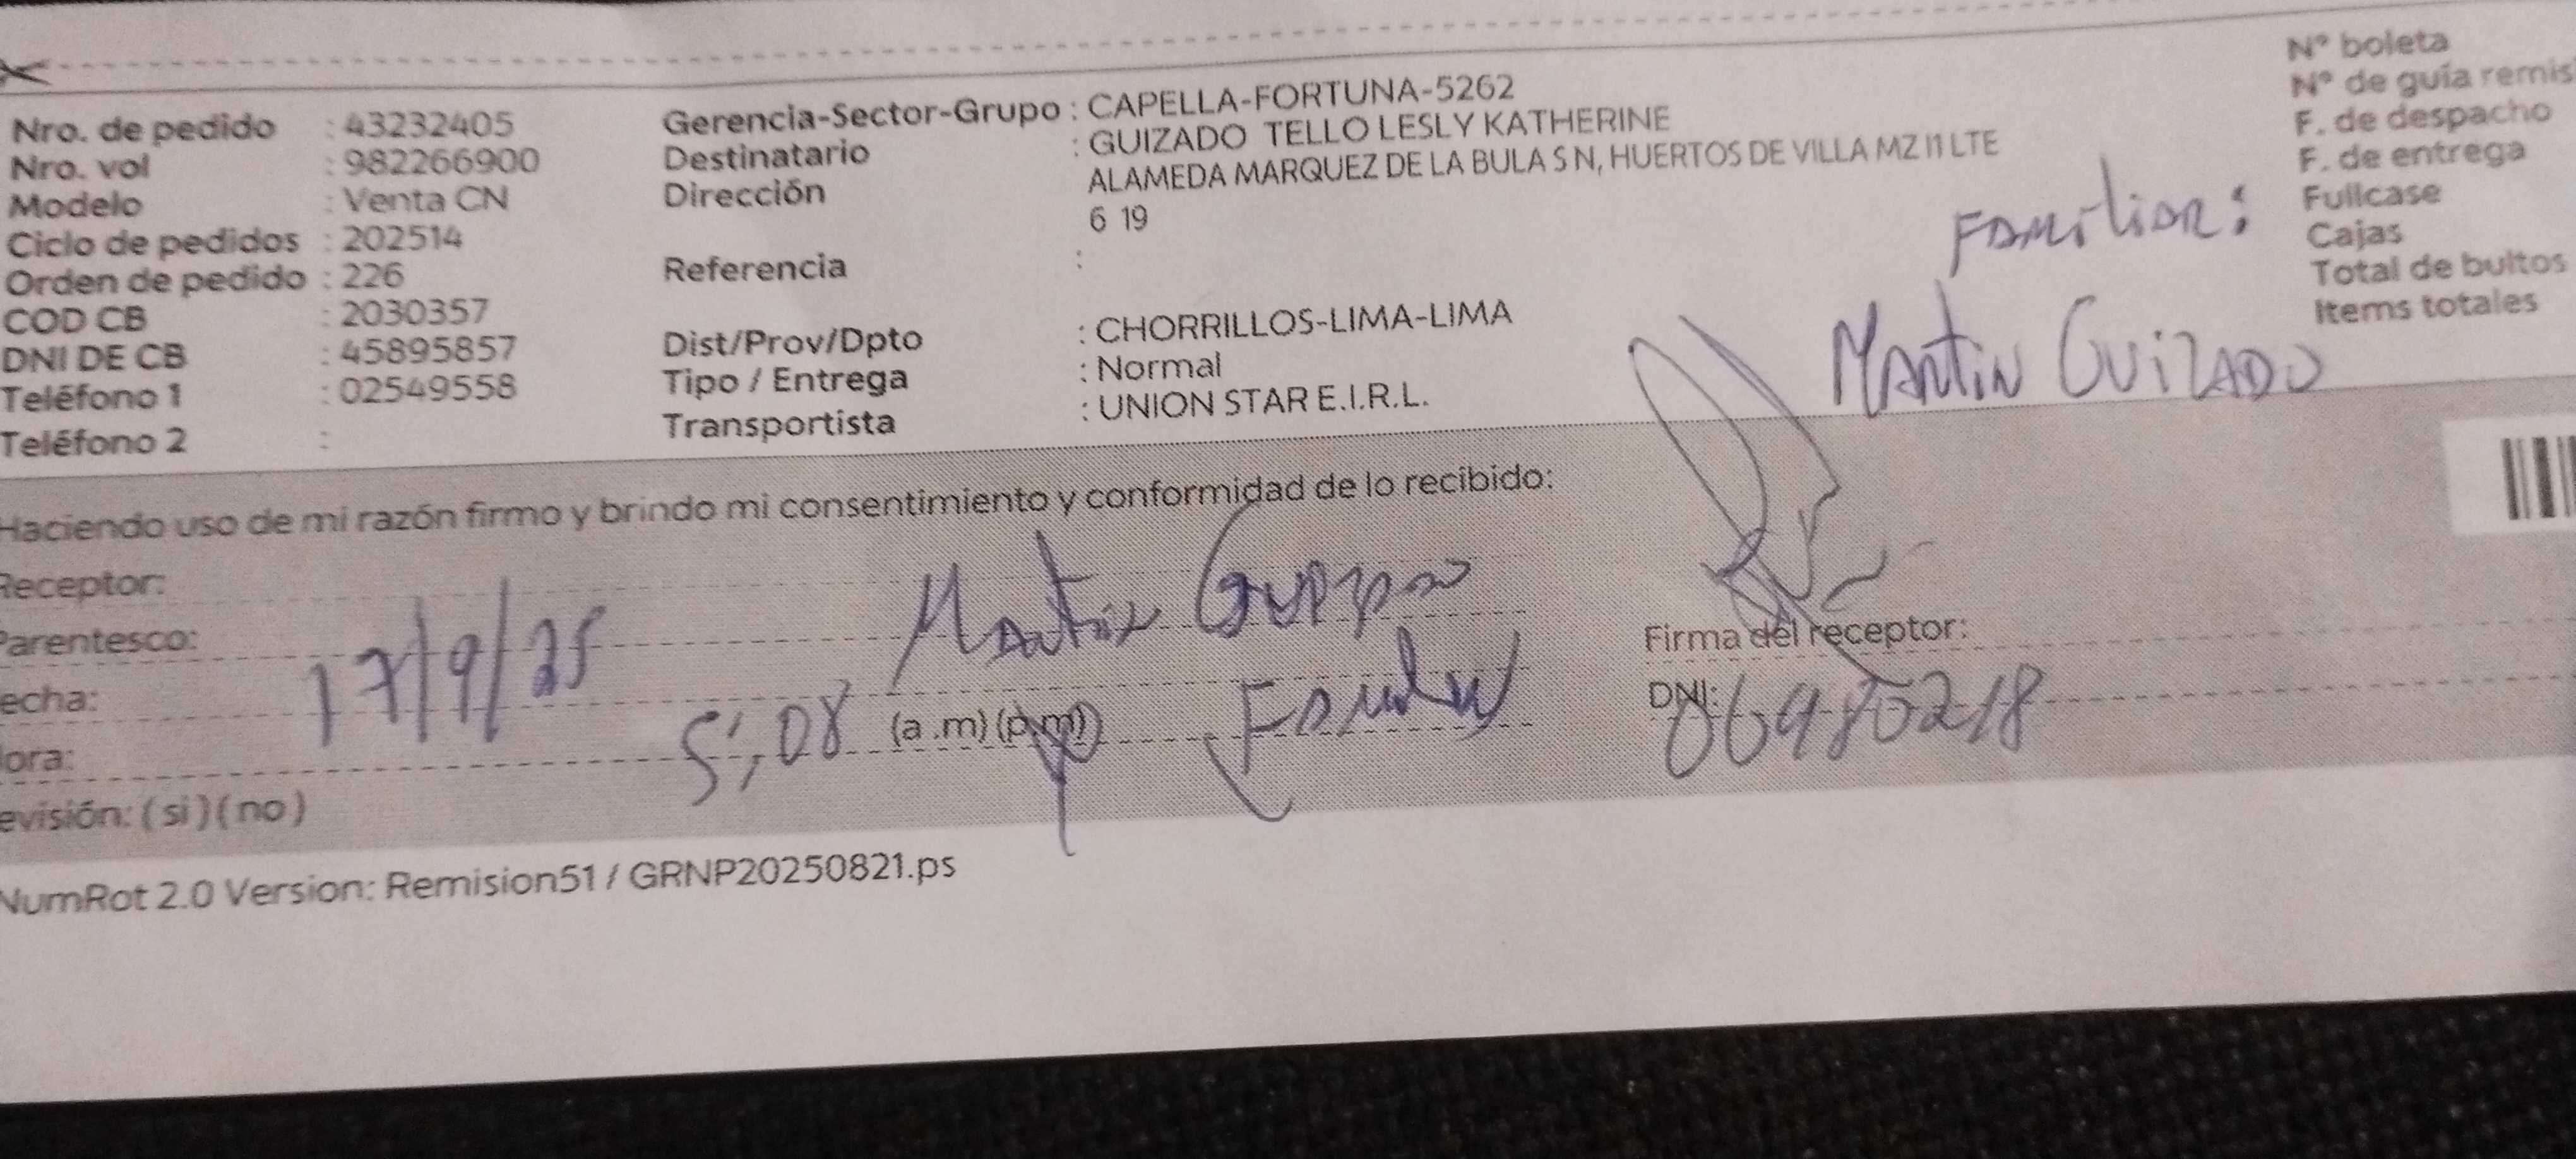 Nro. de pedido : 43232405
Nro. vol : 982266900
Modelo : Venta CN
Ciclo de pedidos : 202514
Orden de pedido : 226
COD CB : 2030357
DNI DE CB : 45895857
Teléfono 1 : 02549558
Teléfono 2 :
Gerencia-Sector-Grupo : CAPELLA-FORTUNA-5262
Destinatario : GUIZADO TELLO LESLY KATHERINE
Dirección ALAMEDA MARQUEZ DE LA BULA S N, HUERTOS DE VILLA MZ I1 LTE
6 19
Referencia :
Dist/Prov/Dpto : CHORRILLOS-LIMA-LIMA
Tipo / Entrega : Normal
Transportista : UNION STAR E.I.R.L.
N° boleta
N° de guía remis
F. de despacho
F. de entrega
Fullcase
Cajas
Total de bultos
Items totales
Familiar:
Martin Guizado
Haciendo uso de mi razón firmo y brindo mi consentimiento y conformidad de lo recibido:
Receptor:
Parentesco:
echa:
ora:
evisión: ( si ) ( no )
17/9/25
5:08 (a .m) (p.m)
Martin
Firma del receptor:
DNI: 06980218
NumRot 2.0 Version: Remision51 / GRNP20250821.ps